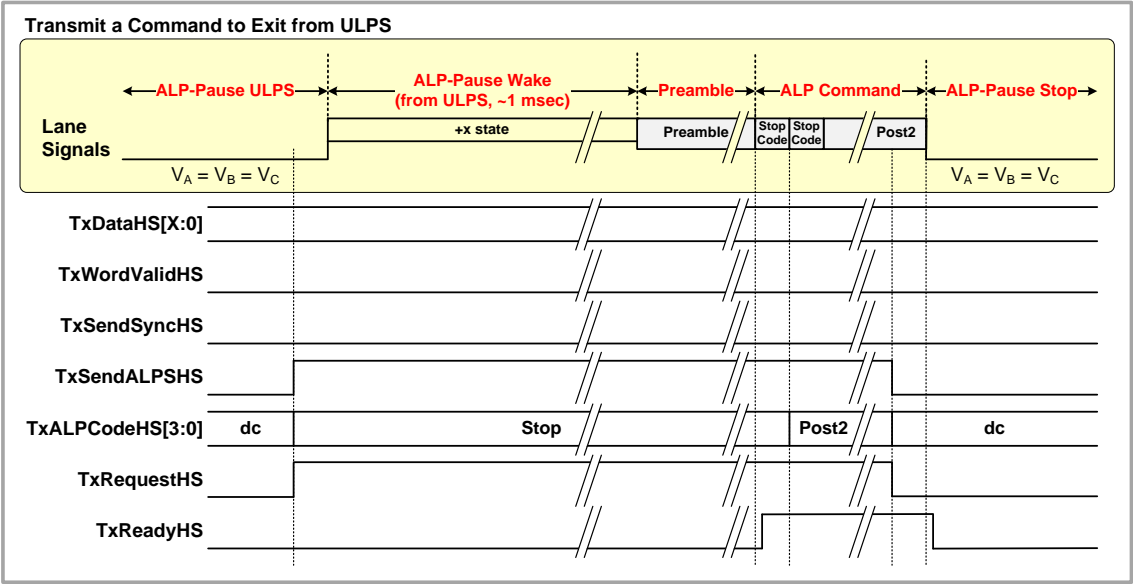 Transmit a Command to Exit from ULPS
ALP-Pause ULPS
ALP-Pause Wake
(from ULPS, ~1 msec)
Preamble
ALP Command
ALP-Pause Stop
Lane
Signals
+x state
Preamble
Stop
Code
Stop
Code
Post2
VA = VB = VC
VA = VB = VC
TxDataHS[X:0]
TxWordValidHS
TxSendSyncHS
TxSendALPSHS
TxALPCodeHS[3:0]
dc
Stop
Post2
dc
TxRequestHS
TxReadyHS